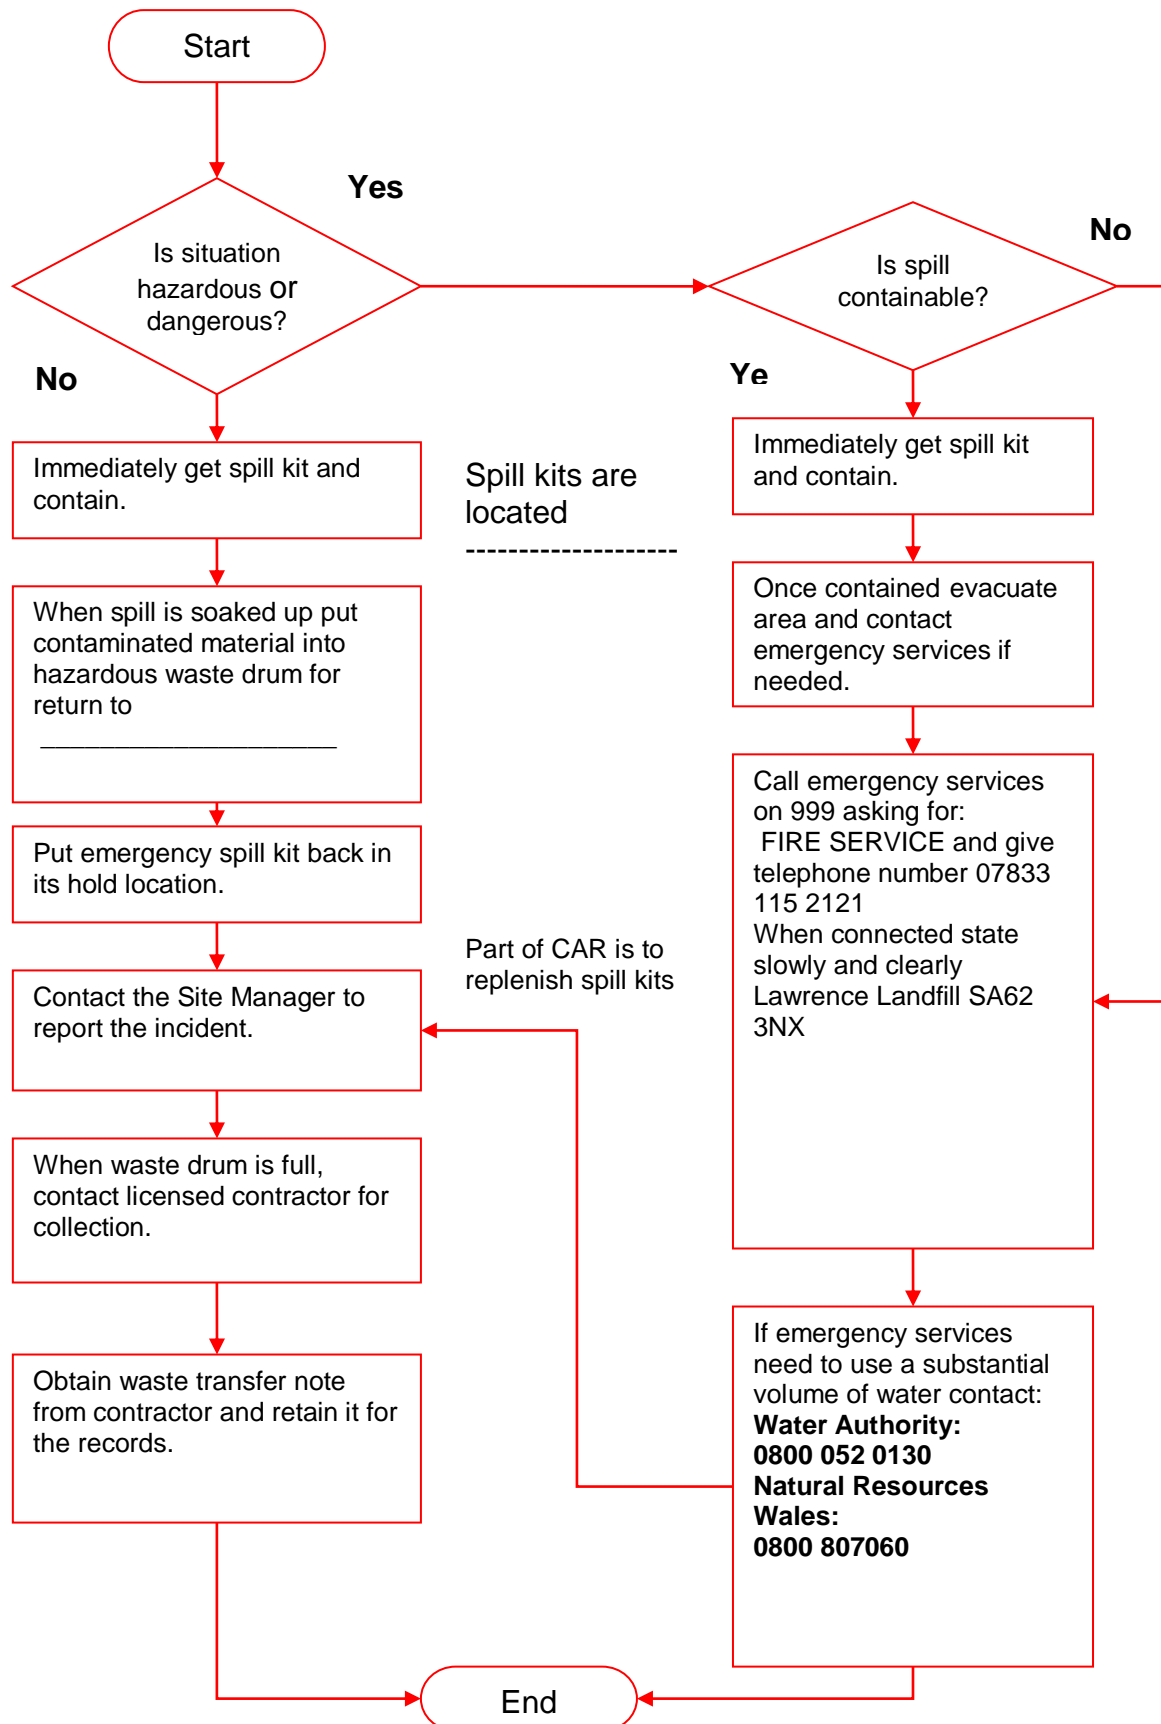 Start
Yes
Is situation
hazardous or
dangerous?
No
Is spill
containable?
No
Ye
Immediately get spill kit and
contain.
When spill is soaked up put
contaminated material into
hazardous waste drum for
return to
____________________
Put emergency spill kit back in
its hold location.
Contact the Site Manager to
report the incident.
When waste drum is full,
contact licensed contractor for
collection.
Obtain waste transfer note
from contractor and retain it for
the records.
Spill kits are
located
-------------------
Part of CAR is to
replenish spill kits
Immediately get spill kit
and contain.
Once contained evacuate
area and contact
emergency services if
needed.
Call emergency services
on 999 asking for:
FIRE SERVICE and give
telephone number 07833
115 2121
When connected state
slowly and clearly
Lawrence Landfill SA62
3NX
If emergency services
need to use a substantial
volume of water contact:
Water Authority:
0800 052 0130
Natural Resources
Wales:
0800 807060
End